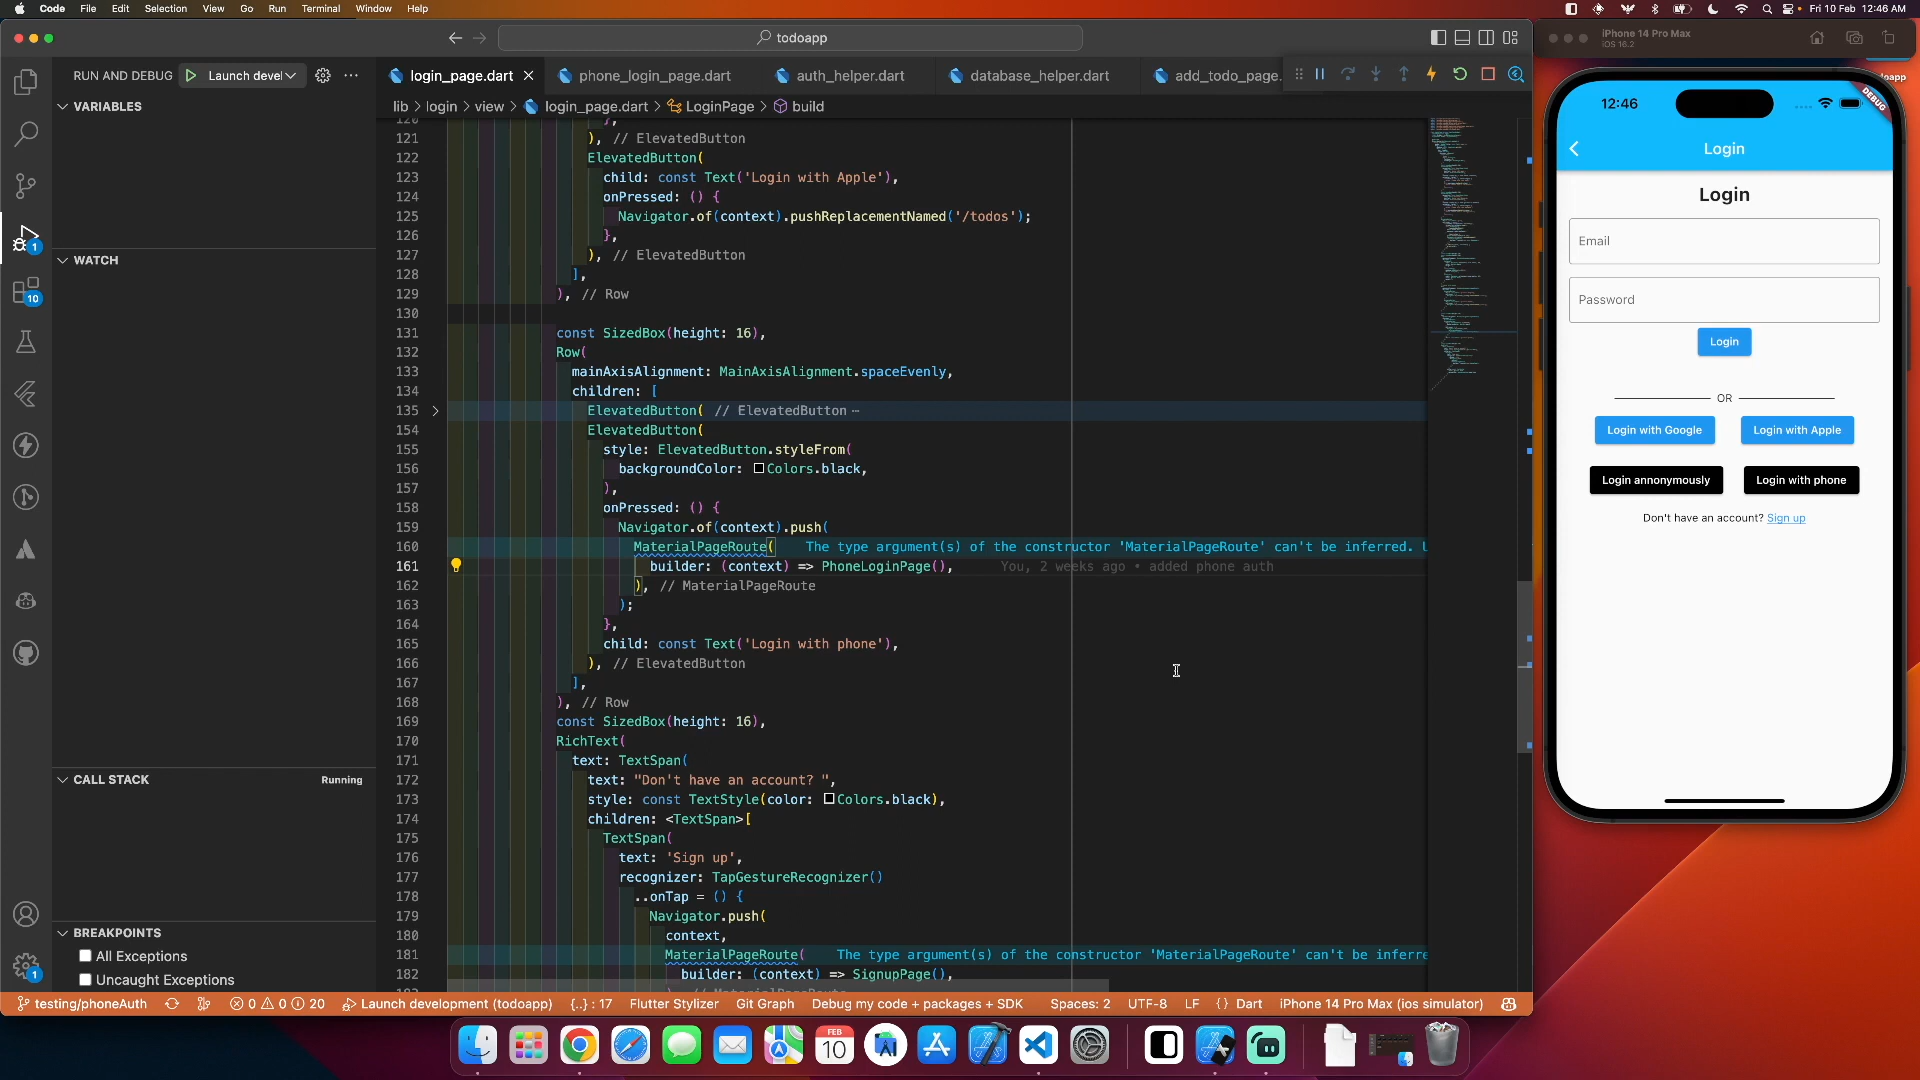 Code File Edit Selection View Go Run Terminal Window Help
Fri 10 Feb 12:46 AM
todoapp
RUN AND DEBUG Launch devel
login_page.dart phone_login_page.dart auth_helper.dart database_helper.dart add_todo_page.
lib > login > view > login_page.dart > LoginPage > build
VARIABLES
WATCH
CALL STACK Running
BREAKPOINTS
All Exceptions
Uncaught Exceptions
1
10
1
120 },
121 ), // ElevatedButton
122 ElevatedButton(
123 child: const Text('Login with Apple'),
124 onPressed: () {
125 Navigator.of(context).pushReplacementNamed('/todos');
126 },
127 ), // ElevatedButton
128 ],
129 ), // Row
130
131 const SizedBox(height: 16),
132 Row(
133 mainAxisAlignment: MainAxisAlignment.spaceEvenly,
134 children: [
135 ElevatedButton( // ElevatedButton ⋯
154 ElevatedButton(
155 style: ElevatedButton.styleFrom(
156 backgroundColor: Colors.black,
157 ),
158 onPressed: () {
159 Navigator.of(context).push(
160 MaterialPageRoute( The type argument(s) of the constructor 'MaterialPageRoute' can't be inferred.
161 builder: (context) => PhoneLoginPage(), You, 2 weeks ago • added phone auth
162 ), // MaterialPageRoute
163 );
164 },
165 child: const Text('Login with phone'),
166 ), // ElevatedButton
167 ],
168 ), // Row
169 const SizedBox(height: 16),
170 RichText(
171 text: TextSpan(
172 text: "Don't have an account? ",
173 style: const TextStyle(color: Colors.black),
174 children: <TextSpan>[
175 TextSpan(
176 text: 'Sign up',
177 recognizer: TapGestureRecognizer()
178 ..onTap = () {
179 Navigator.push(
180 context,
181 MaterialPageRoute( The type argument(s) of the constructor 'MaterialPageRoute' can't be inferre
182 builder: (context) => SignupPage(),
testing/phoneAuth 0 0 20 Launch development (todoapp) {..} : 17 Flutter Stylizer Git Graph Debug my code + packages + SDK Spaces: 2 UTF-8 LF {} Dart iPhone 14 Pro Max (ios simulator)
iPhone 14 Pro Max
iOS 16.2
12:46
DEBUG
Login
Login
Email
Password
Login
OR
Login with Google Login with Apple
Login annonymously Login with phone
Don't have an account? Sign up
FEB
10